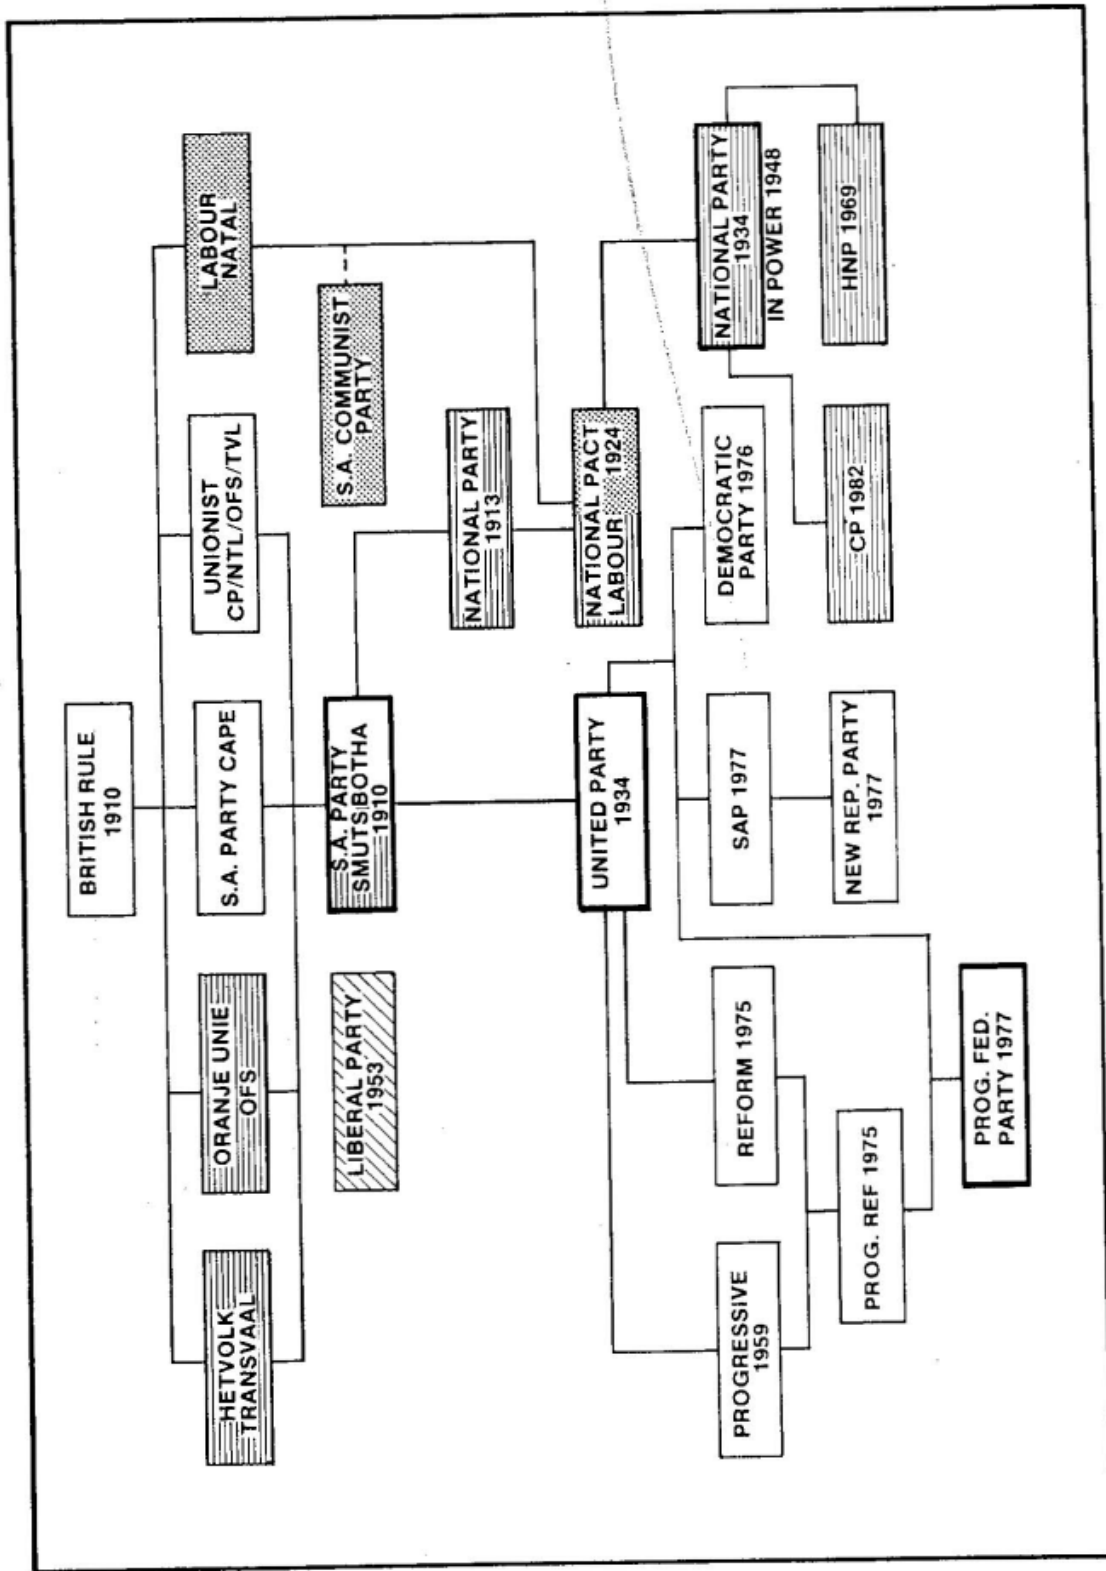 BRITISH RULE
1910
HETVOLK
TRANSVAAL
ORANJE UNIE
OFS
S.A. PARTY CAPE
UNIONIST
CP/NTL/OFS/TVL
LABOUR
NATAL
LIBERAL PARTY
1953
S.A. PARTY
SMUTS BOTHA
1910
S.A. COMMUNIST
PARTY
NATIONAL PARTY
1913
UNITED PARTY
1934
NATIONAL PACT
LABOUR 1924
PROGRESSIVE
1959
REFORM 1975
SAP 1977
DEMOCRATIC
PARTY 1976
NATIONAL PARTY
1934
IN POWER 1948
PROG. REF 1975
NEW REP. PARTY
1977
CP 1982
HNP 1969
PROG. FED.
PARTY 1977